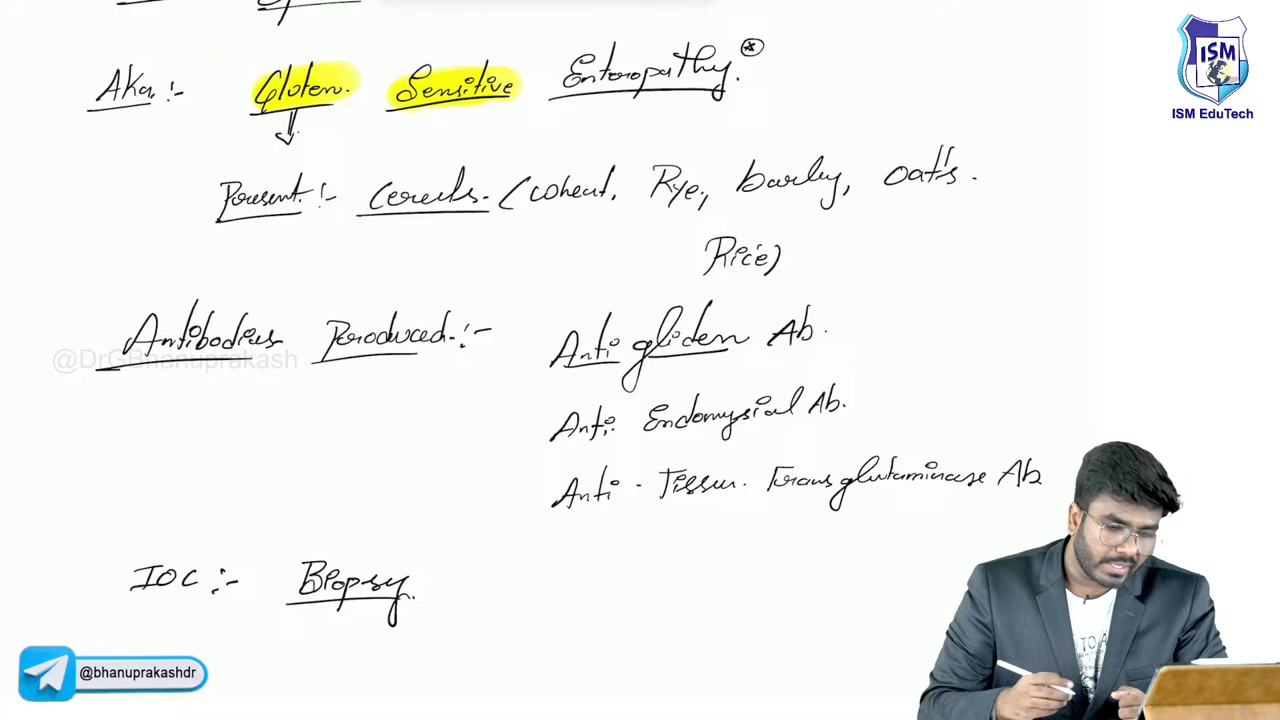 ISM
ISM EduTech
Aka :- Gluten. Sensitive Enteropathy.
Present :- Cereals. (wheat, Rye, barley, oats.
Rice)
Antibodies Produced :- Anti gliden Ab.
@DrGBhanuprakash
Anti. Endomysial Ab.
Anti - Tissue. Transglutaminase Ab
IOC :- Biopsy.
@bhanuprakashdr